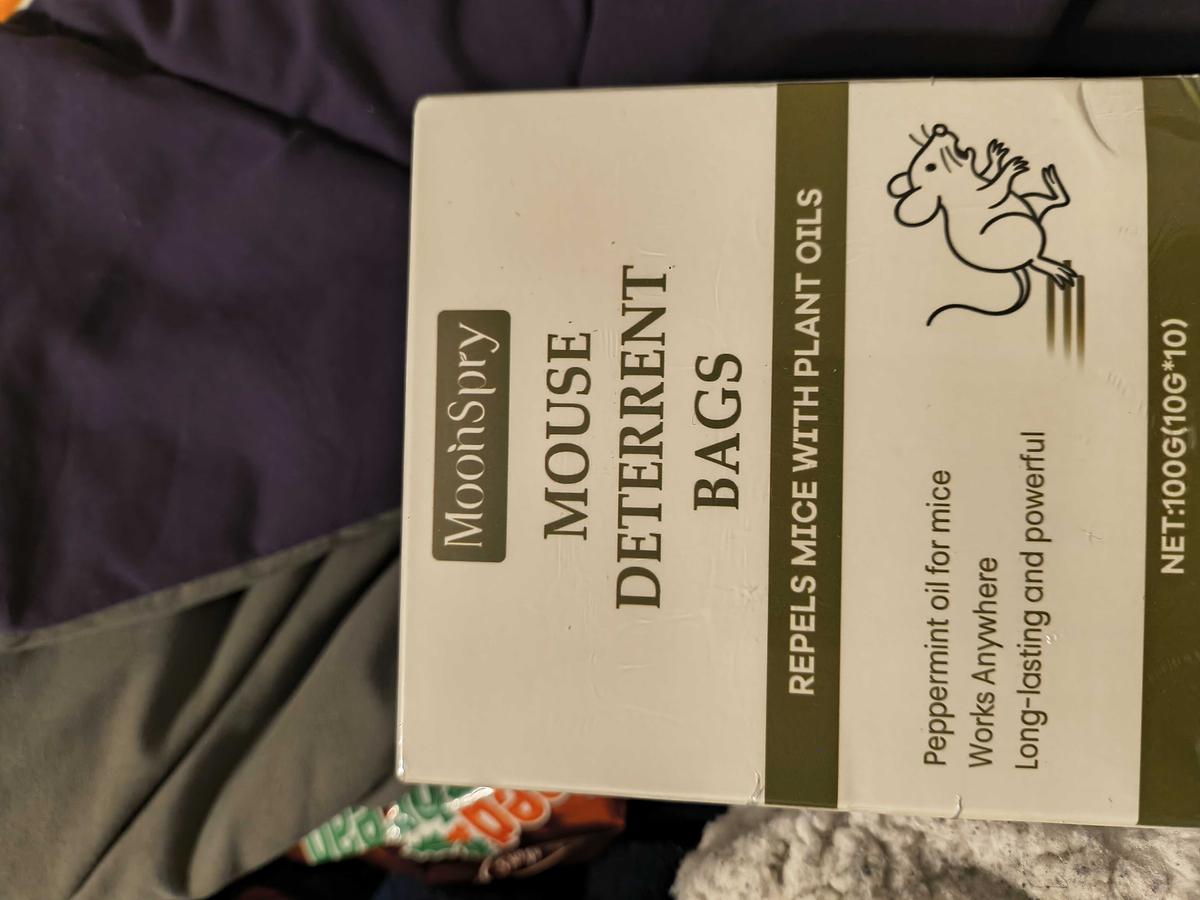 MoonSpry
MOUSE
DETERRENT
BAGS
REPELS MICE WITH PLANT OILS
Peppermint oil for mice
Works Anywhere
Long-lasting and powerful
NET:100G(10G*10)